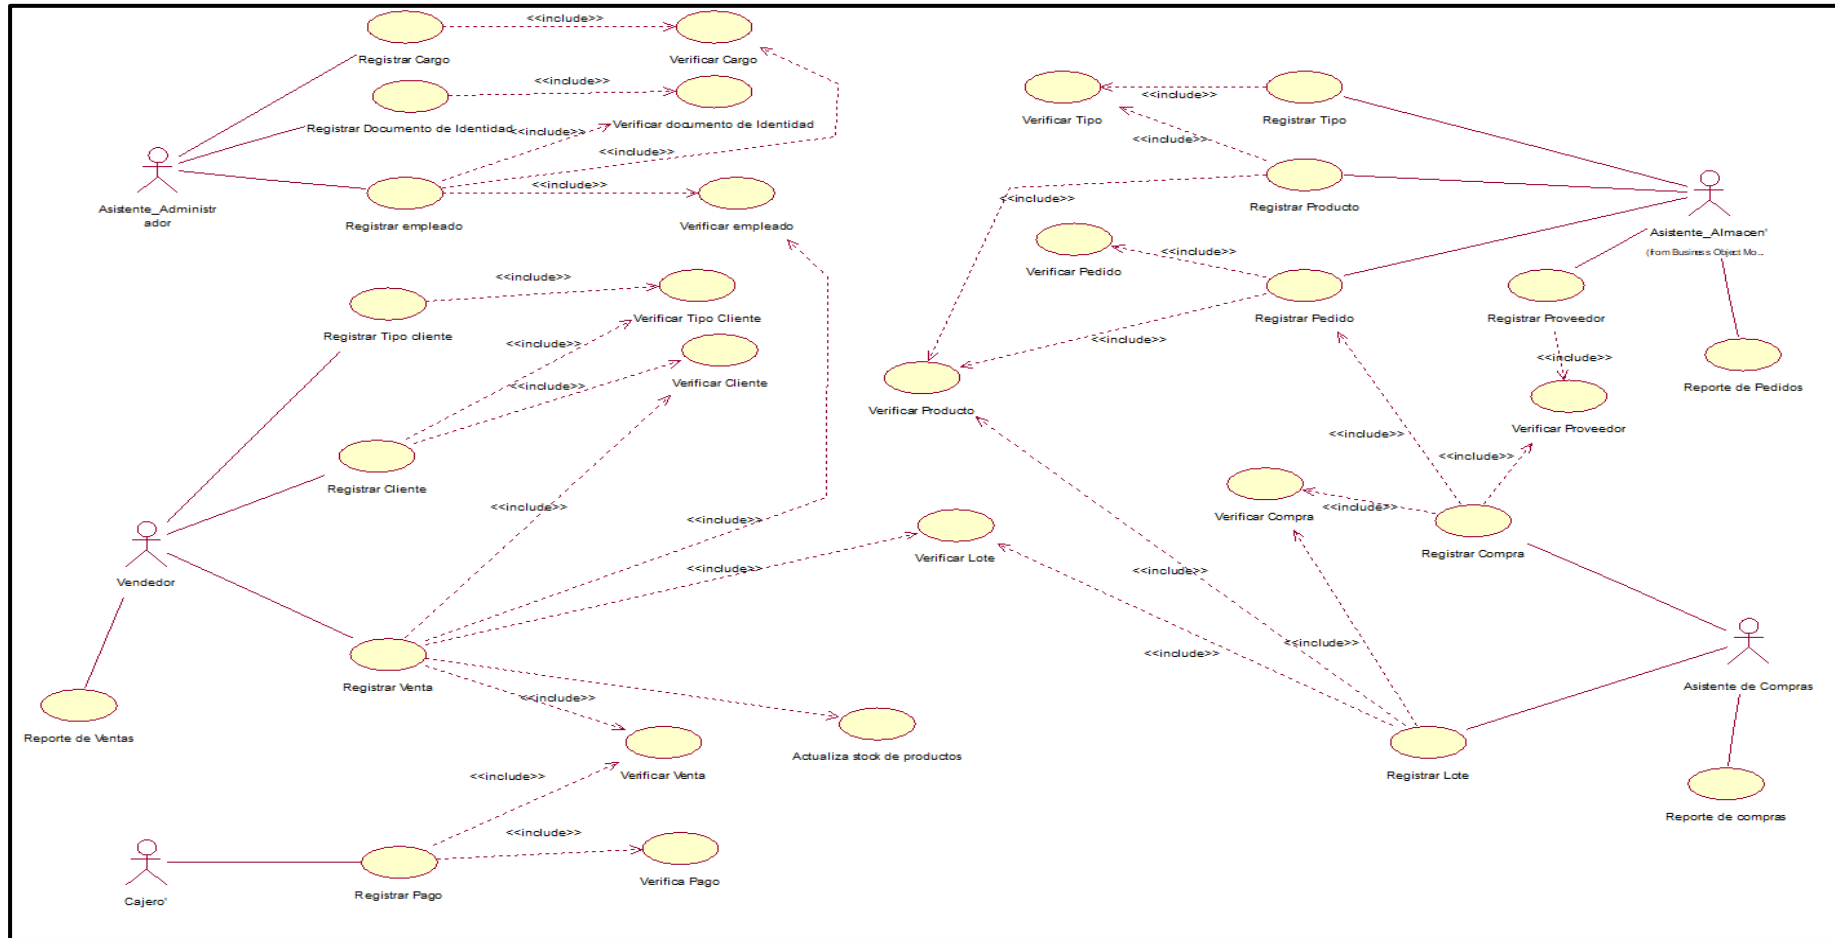 <<include>>
Registrar Cargo
Verificar Cargo
<<include>>
Registrar Documento de Identidad
<<include>>
Verificar documento de Identidad
<<include>>
<<include>>
Asistente_Administr
ador
Registrar empleado
Verificar empleado
<<include>>
Registrar Tipo cliente
Verificar Tipo Cliente
<<include>>
<<include>>
Verificar Cliente
Registrar Cliente
<<include>>
<<include>>
<<include>>
Verificar Lote
Vendedor
Registrar Venta
<<include>>
Reporte de Ventas
Verificar Venta
Actualiza stock de productos
<<include>>
<<include>>
Registrar Pago
Verifica Pago
Cajero'
<<include>>
Verificar Tipo
Registrar Tipo
<<include>>
<<include>>
Registrar Producto
Asistente_Almacen'
(from Business Object Mo...
<<include>>
Verificar Pedido
Registrar Pedido
Registrar Proveedor
<<include>>
<<include>>
Reporte de Pedidos
Verificar Producto
Verificar Proveedor
<<include>>
<<include>>
<<include>>
Verificar Compra
Registrar Compra
<<include>>
<<include>>
<<include>>
Asistente de Compras
Registrar Lote
Reporte de compras